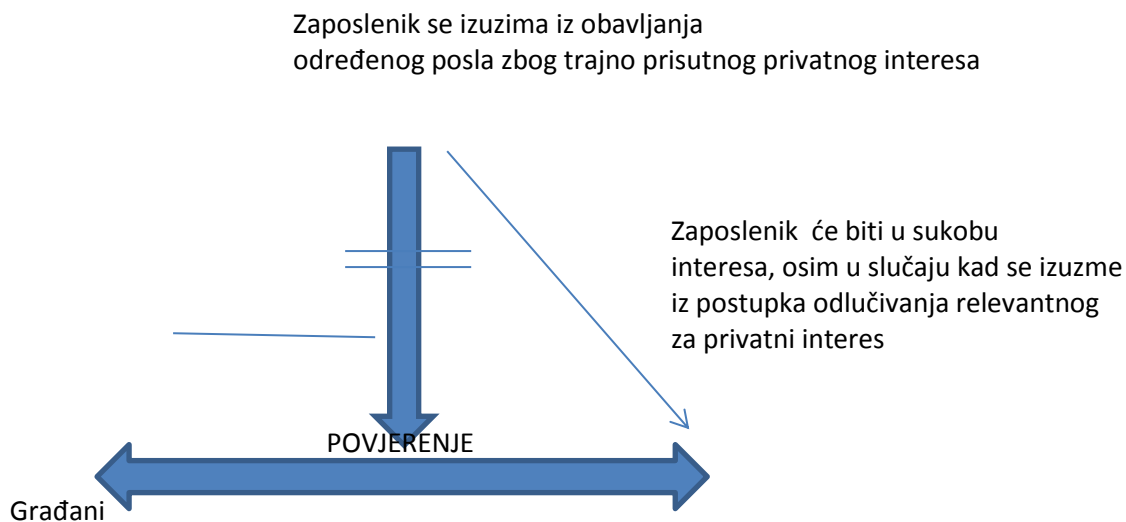 Zaposlenik se izuzima iz obavljanja
određenog posla zbog trajno prisutnog privatnog interesa
Zaposlenik će biti u sukobu
interesa, osim u slučaju kad se izuzme
iz postupka odlučivanja relevantnog
za privatni interes
POVJERENJE
Građani